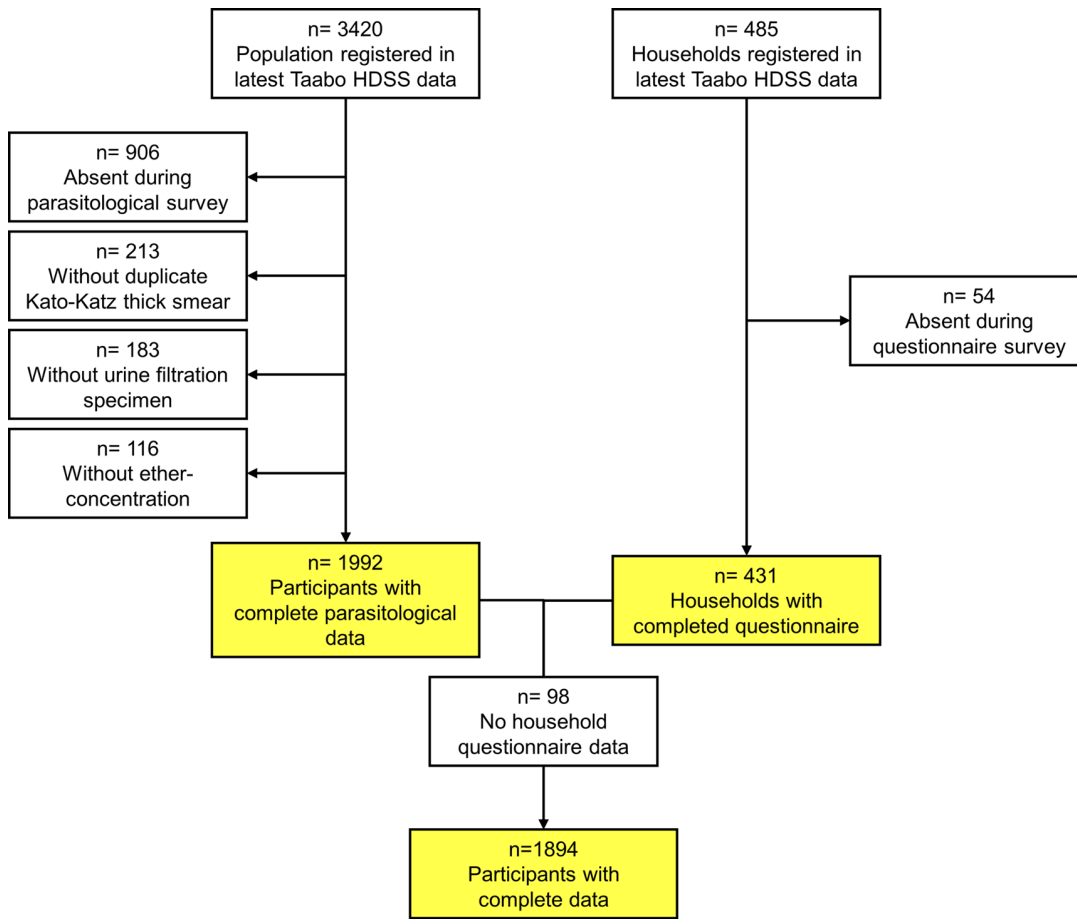 n= 3420
Population registered in
latest Taabo HDSS data
n= 485
Households registered in
latest Taabo HDSS data
n= 906
Absent during
parasitological survey
n= 213
Without duplicate
Kato-Katz thick smear
n= 54
Absent during
questionnaire survey
n= 183
Without urine filtration
specimen
n= 116
Without ether-
concentration
n= 1992
Participants with
complete parasitological
data
n= 431
Households with
completed questionnaire
n= 98
No household
questionnaire data
n=1894
Participants with
complete data